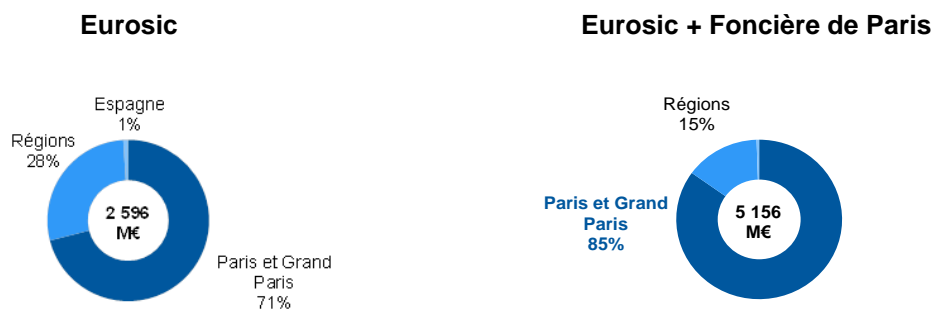 Eurosic
Eurosic + Foncière de Paris
Espagne
1%
Régions
28%
2 596
M€
Paris et Grand
Paris
71%
Régions
15%
Paris et Grand
Paris
85%
5 156
M€